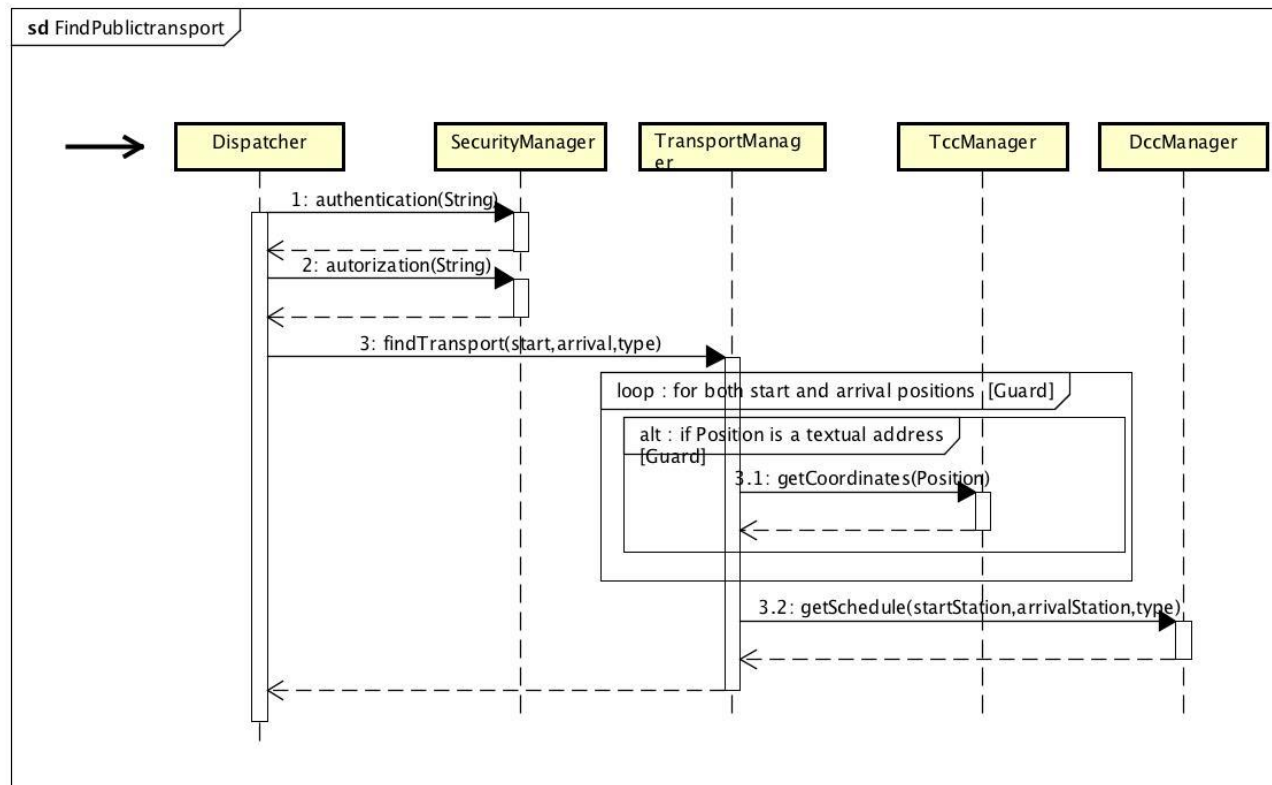 sd FindPublictransport
Dispatcher
SecurityManager
TransportManag
er
TccManager
DccManager
1: authentication(String)
2: autorization(String)
3: findTransport(start,arrival,type)
loop : for both start and arrival positions [Guard]
alt : if Position is a textual address
[Guard]
3.1: getCoordinates(Position)
3.2: getSchedule(startStation,arrivalStation,type)